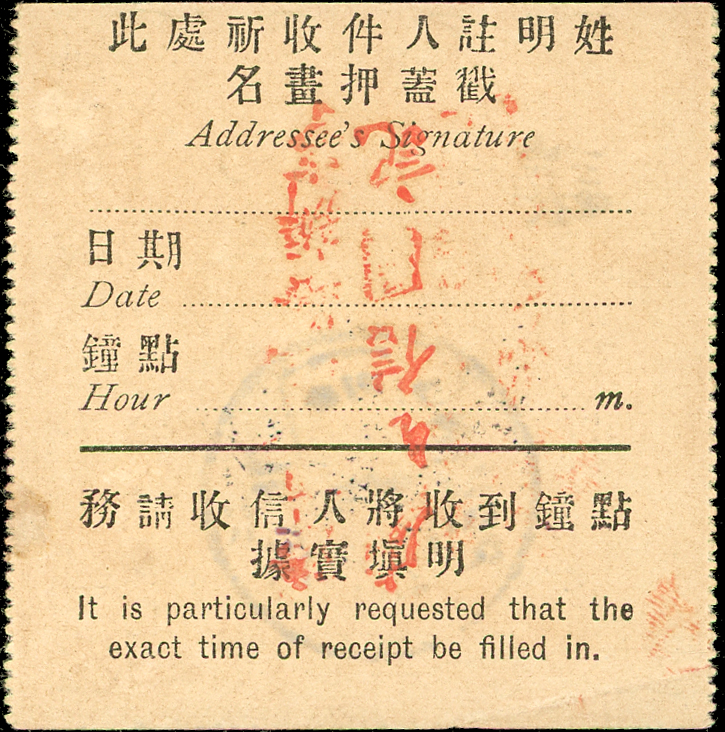 此處祈收件人註明姓
名畫押蓋戳
Addressee's Signature
日期
Date
鐘點
Hour m.
務請收信人將收到鐘點
據實塡明
It is particularly requested that the
exact time of receipt be filled in.